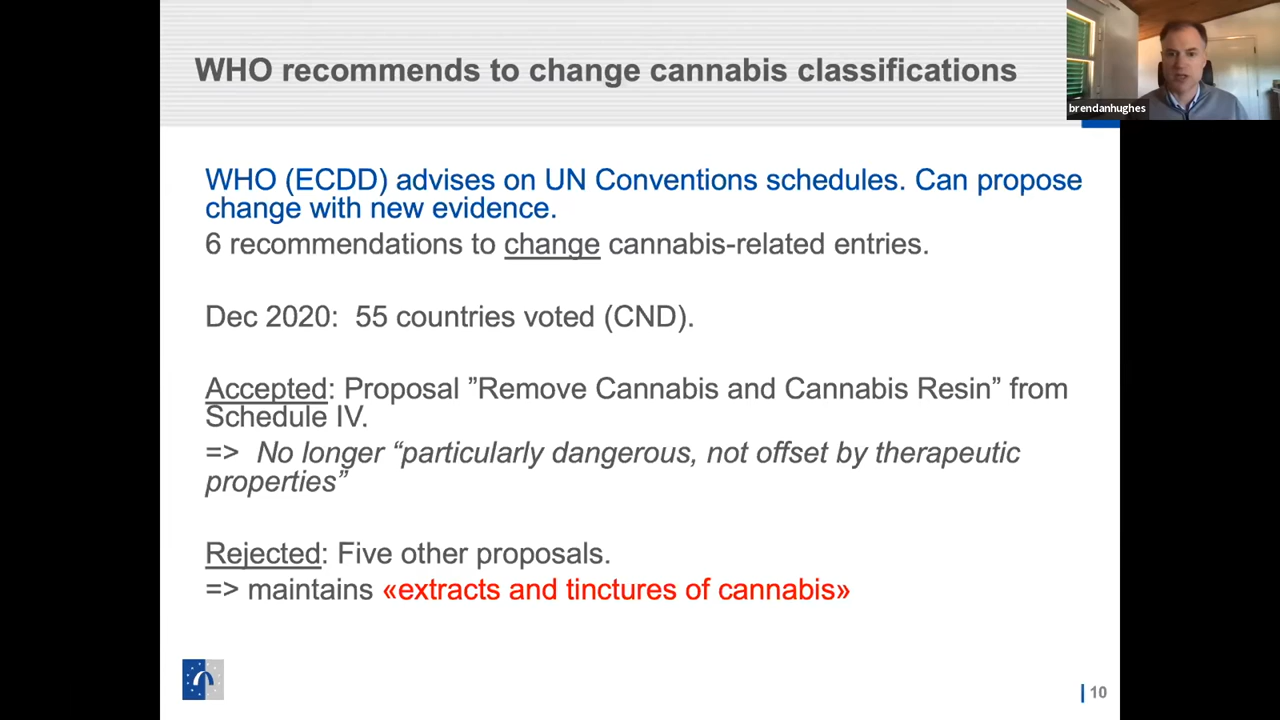 WHO recommends to change cannabis classifications
brendanhughes
WHO (ECDD) advises on UN Conventions schedules. Can propose
change with new evidence.
6 recommendations to change cannabis-related entries.
Dec 2020:  55 countries voted (CND).
Accepted: Proposal ”Remove Cannabis and Cannabis Resin” from
Schedule IV.
=>  No longer “particularly dangerous, not offset by therapeutic
properties”
Rejected: Five other proposals.
=> maintains «extracts and tinctures of cannabis»
10